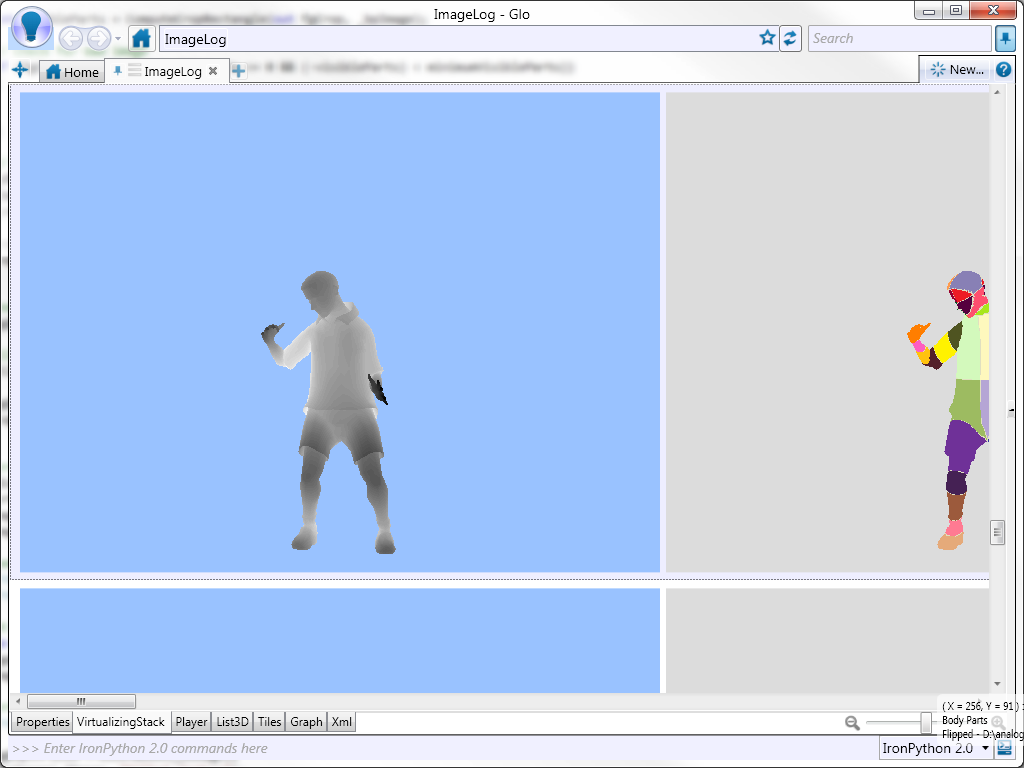 ImageLog - Glo
ImageLog
Search
Home
ImageLog
New...
Properties
VirtualizingStack
Player
List3D
Tiles
Graph
Xml
( X = 256, Y = 91 ) :
Body Parts
Flipped - D:\analog
>>> Enter IronPython 2.0 commands here
IronPython 2.0